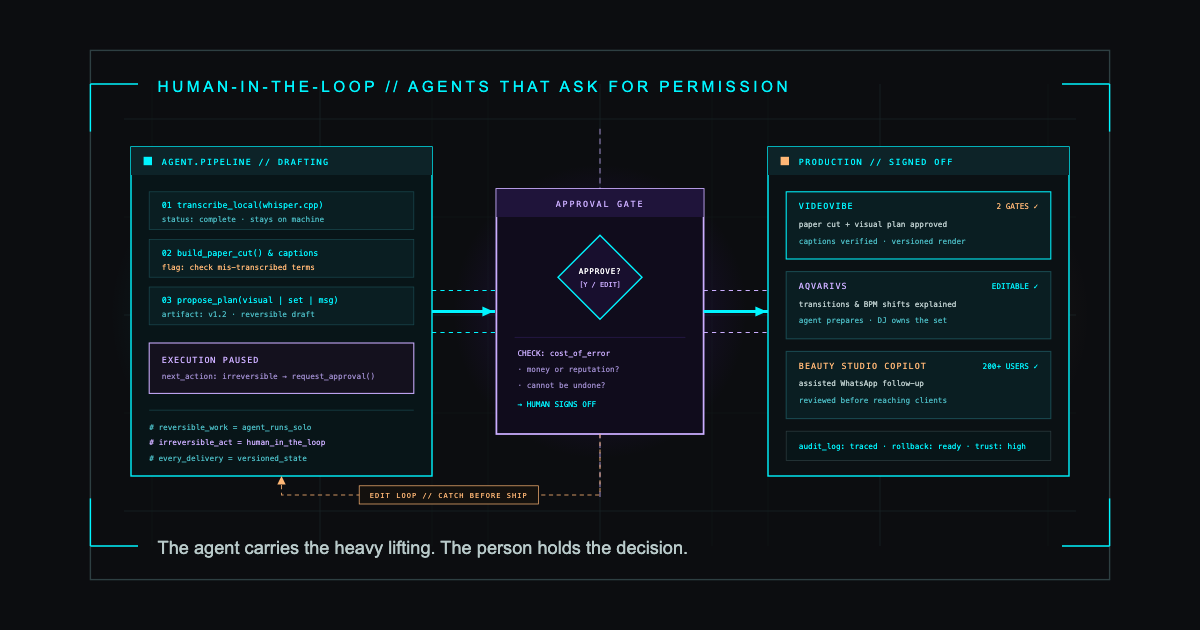 HUMAN-IN-THE-LOOP // AGENTS THAT ASK FOR PERMISSION
AGENT.PIPELINE // DRAFTING
01 transcribe_local(whisper.cpp)
status: complete · stays on machine
02 build_paper_cut() & captions
flag: check mis-transcribed terms
03 propose_plan(visual | set | msg)
artifact: v1.2 · reversible draft
EXECUTION PAUSED
next_action: irreversible → request_approval()
# reversible_work = agent_runs_solo
# irreversible_act = human_in_the_loop
# every_delivery = versioned_state
APPROVAL GATE
APPROVE?
[Y / EDIT]
CHECK: cost_of_error
· money or reputation?
· cannot be undone?
→ HUMAN SIGNS OFF
PRODUCTION // SIGNED OFF
VIDEOVIBE 2 GATES ✓
paper cut + visual plan approved
captions verified · versioned render
AQVARIVS EDITABLE ✓
transitions & BPM shifts explained
agent prepares · DJ owns the set
BEAUTY STUDIO COPILOT 200+ USERS ✓
assisted WhatsApp follow-up
reviewed before reaching clients
audit_log: traced · rollback: ready · trust: high
EDIT LOOP // CATCH BEFORE SHIP
The agent carries the heavy lifting. The person holds the decision.